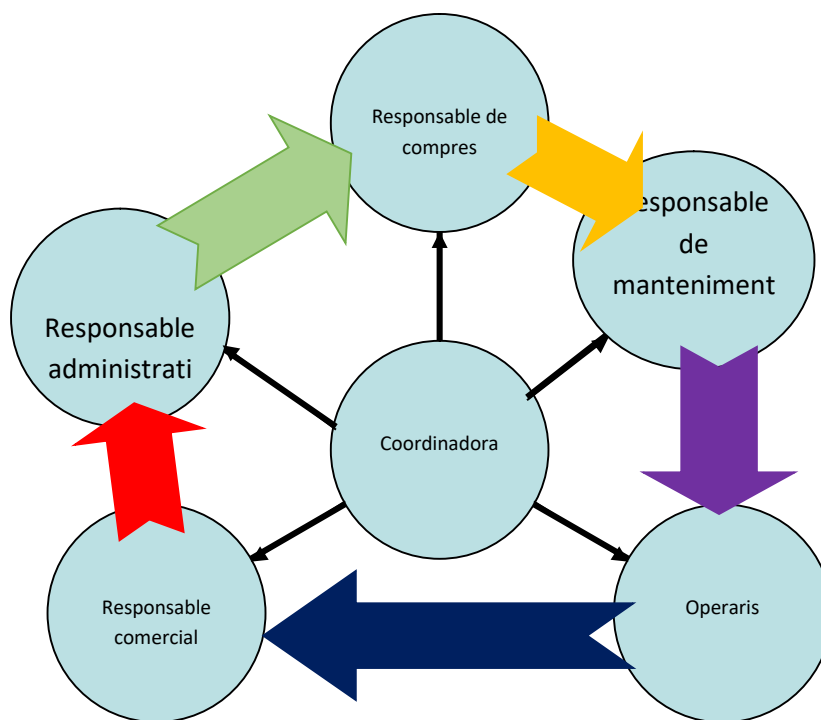 Responsable de
compres
esponsable
de
manteniment
Responsable
administrati
Coordinadora
Responsable
comercial
Operaris